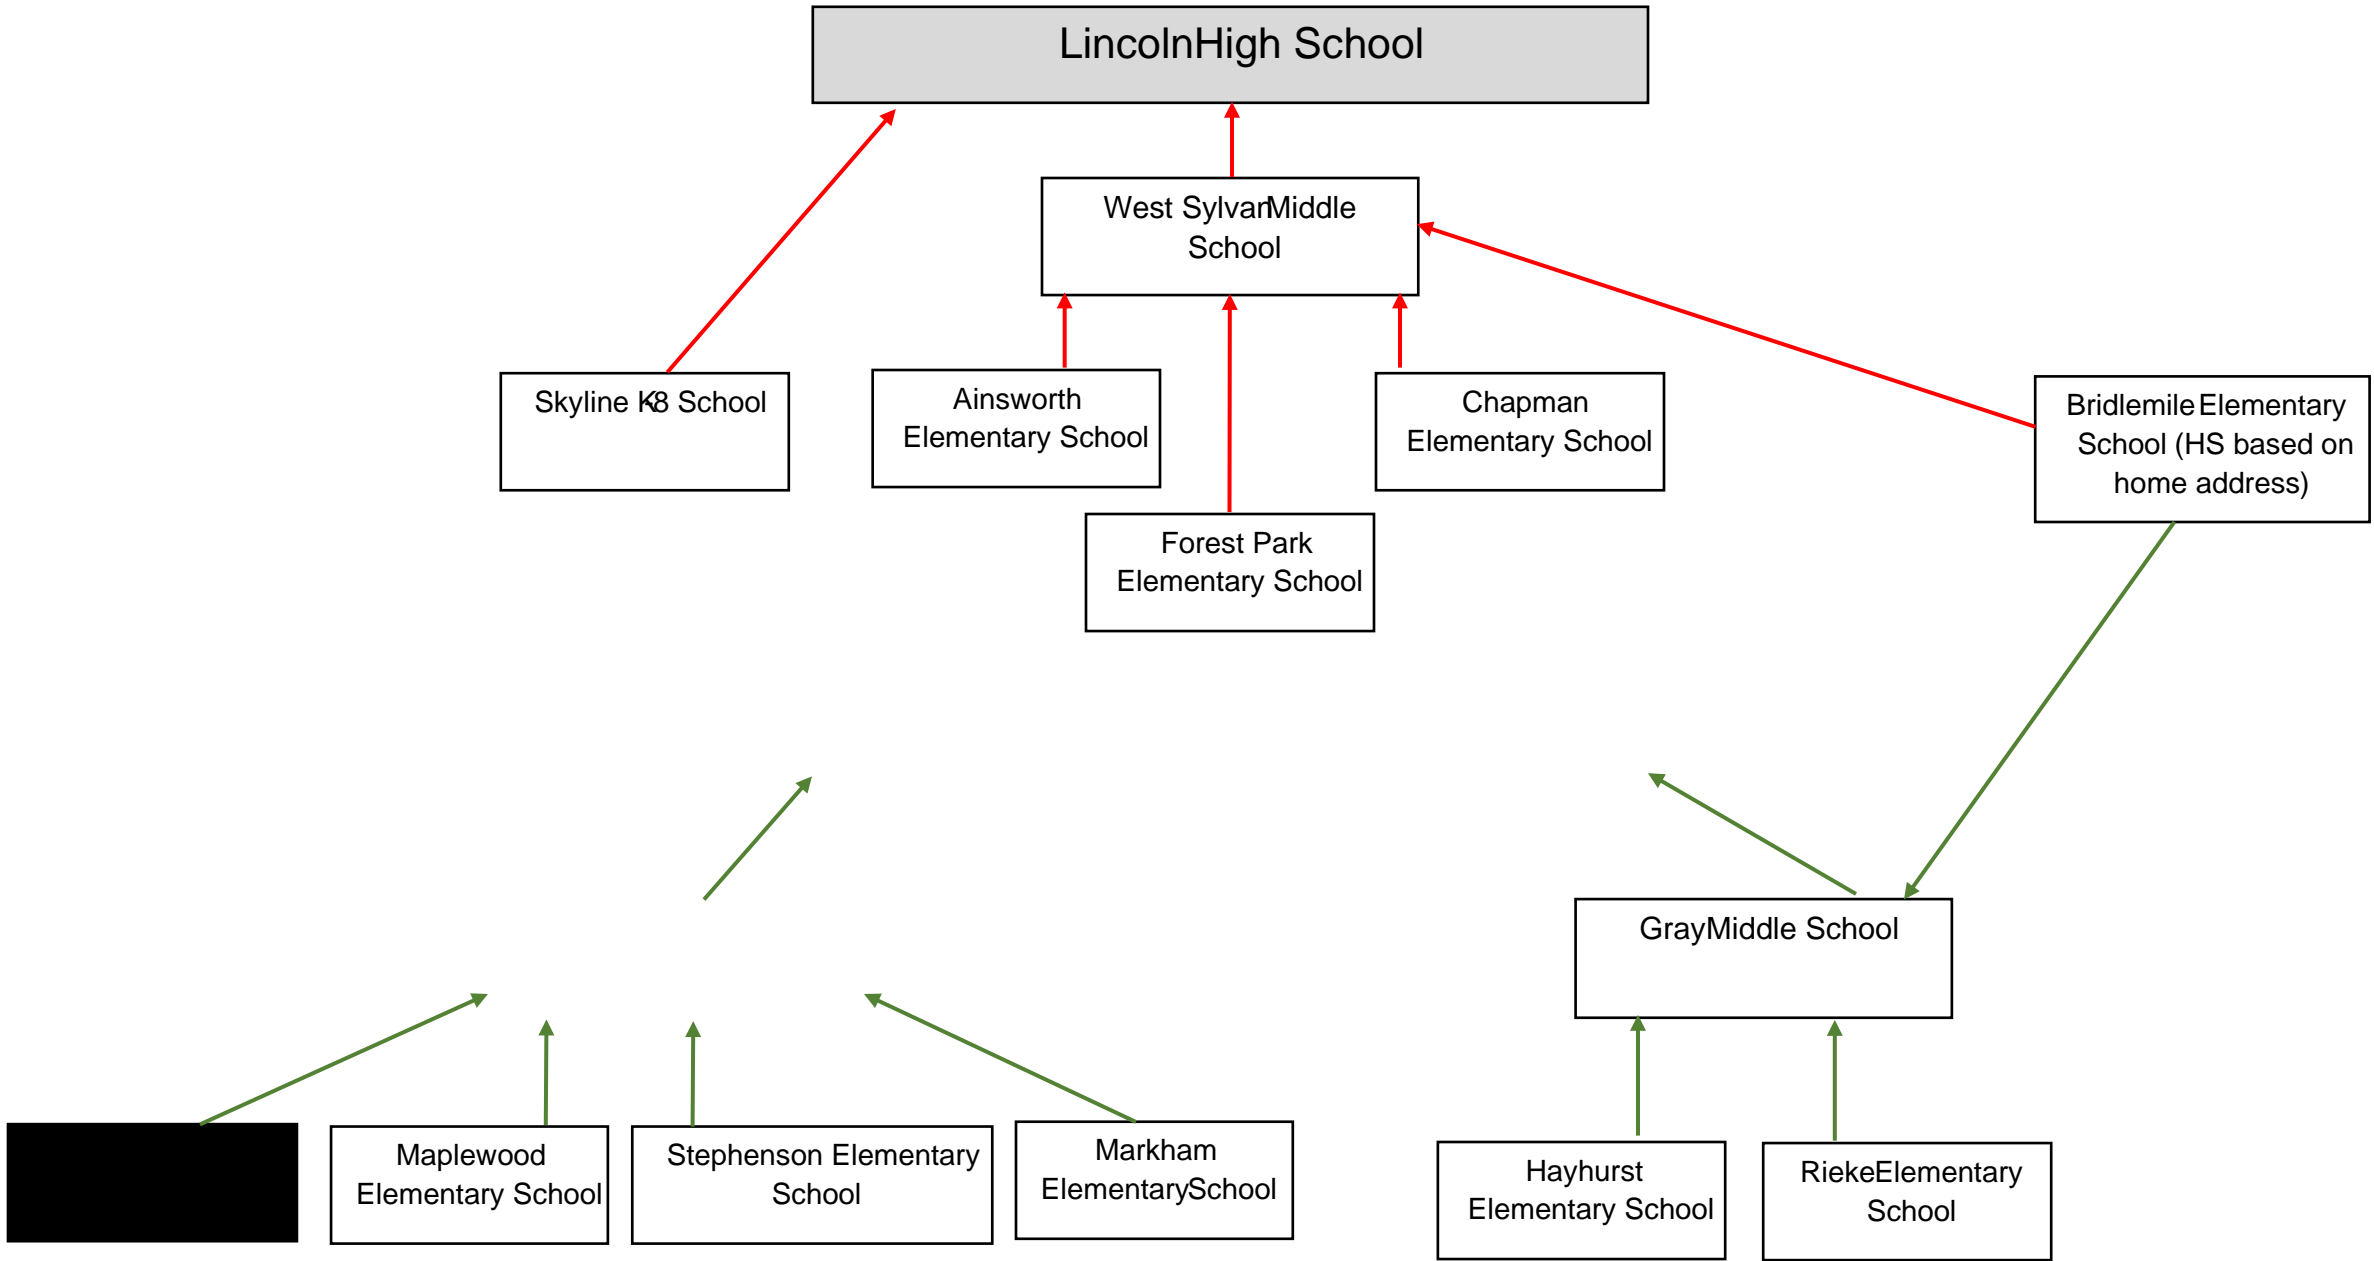 LincolnHigh School
West SylvanMiddle
School
Skyline K-8 School
Ainsworth
Elementary School
Chapman
Elementary School
Bridlemile Elementary
School (HS based on
home address)
Forest Park
Elementary School
GrayMiddle School
Maplewood
Elementary School
Stephenson Elementary
School
Markham
ElementarySchool
Hayhurst
Elementary School
RiekeElementary
School